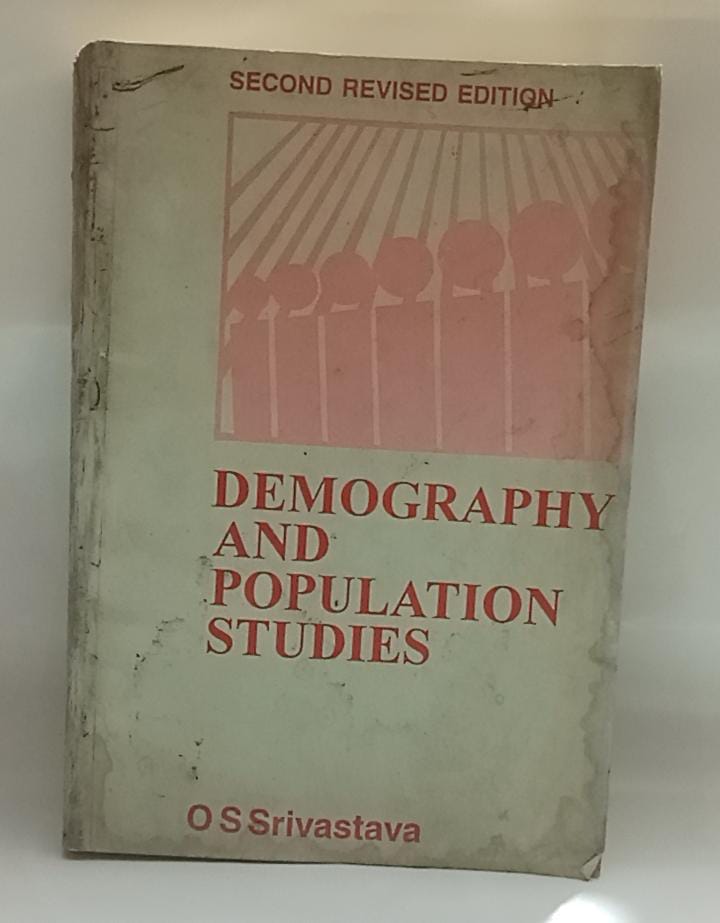 SECOND REVISED EDITION
DEMOGRAPHY
AND
POPULATION
STUDIES
O S Srivastava